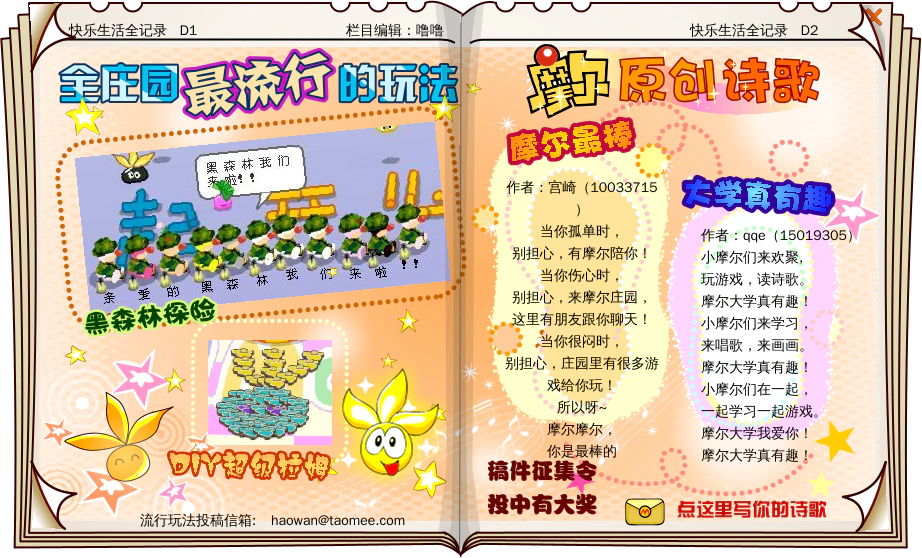 快乐生活全记录 D1
栏目编辑：噜噜
全庄园最流行的玩法
黑森林我们
来啦！！
亲爱的黑森林我们来啦！！
黑森林探险
DIY超级拉姆
流行玩法投稿信箱: haowan@taomee.com
快乐生活全记录 D2
摩尔原创诗歌
摩尔最棒
作者：宫崎（10033715
）
当你孤单时，
别担心，有摩尔陪你！
当你伤心时，
别担心，来摩尔庄园，
这里有朋友跟你聊天！
当你很闷时，
别担心，庄园里有很多游
戏给你玩！
所以呀~
摩尔摩尔，
你是最棒的
稿件征集令
投中有大奖
大学真有趣
作者：qqe（15019305）
小摩尔们来欢聚，
玩游戏，读诗歌。
摩尔大学真有趣！
小摩尔们来学习，
来唱歌，来画画。
摩尔大学真有趣！
小摩尔们在一起，
一起学习一起游戏。
摩尔大学我爱你！
摩尔大学真有趣！
点这里写你的诗歌